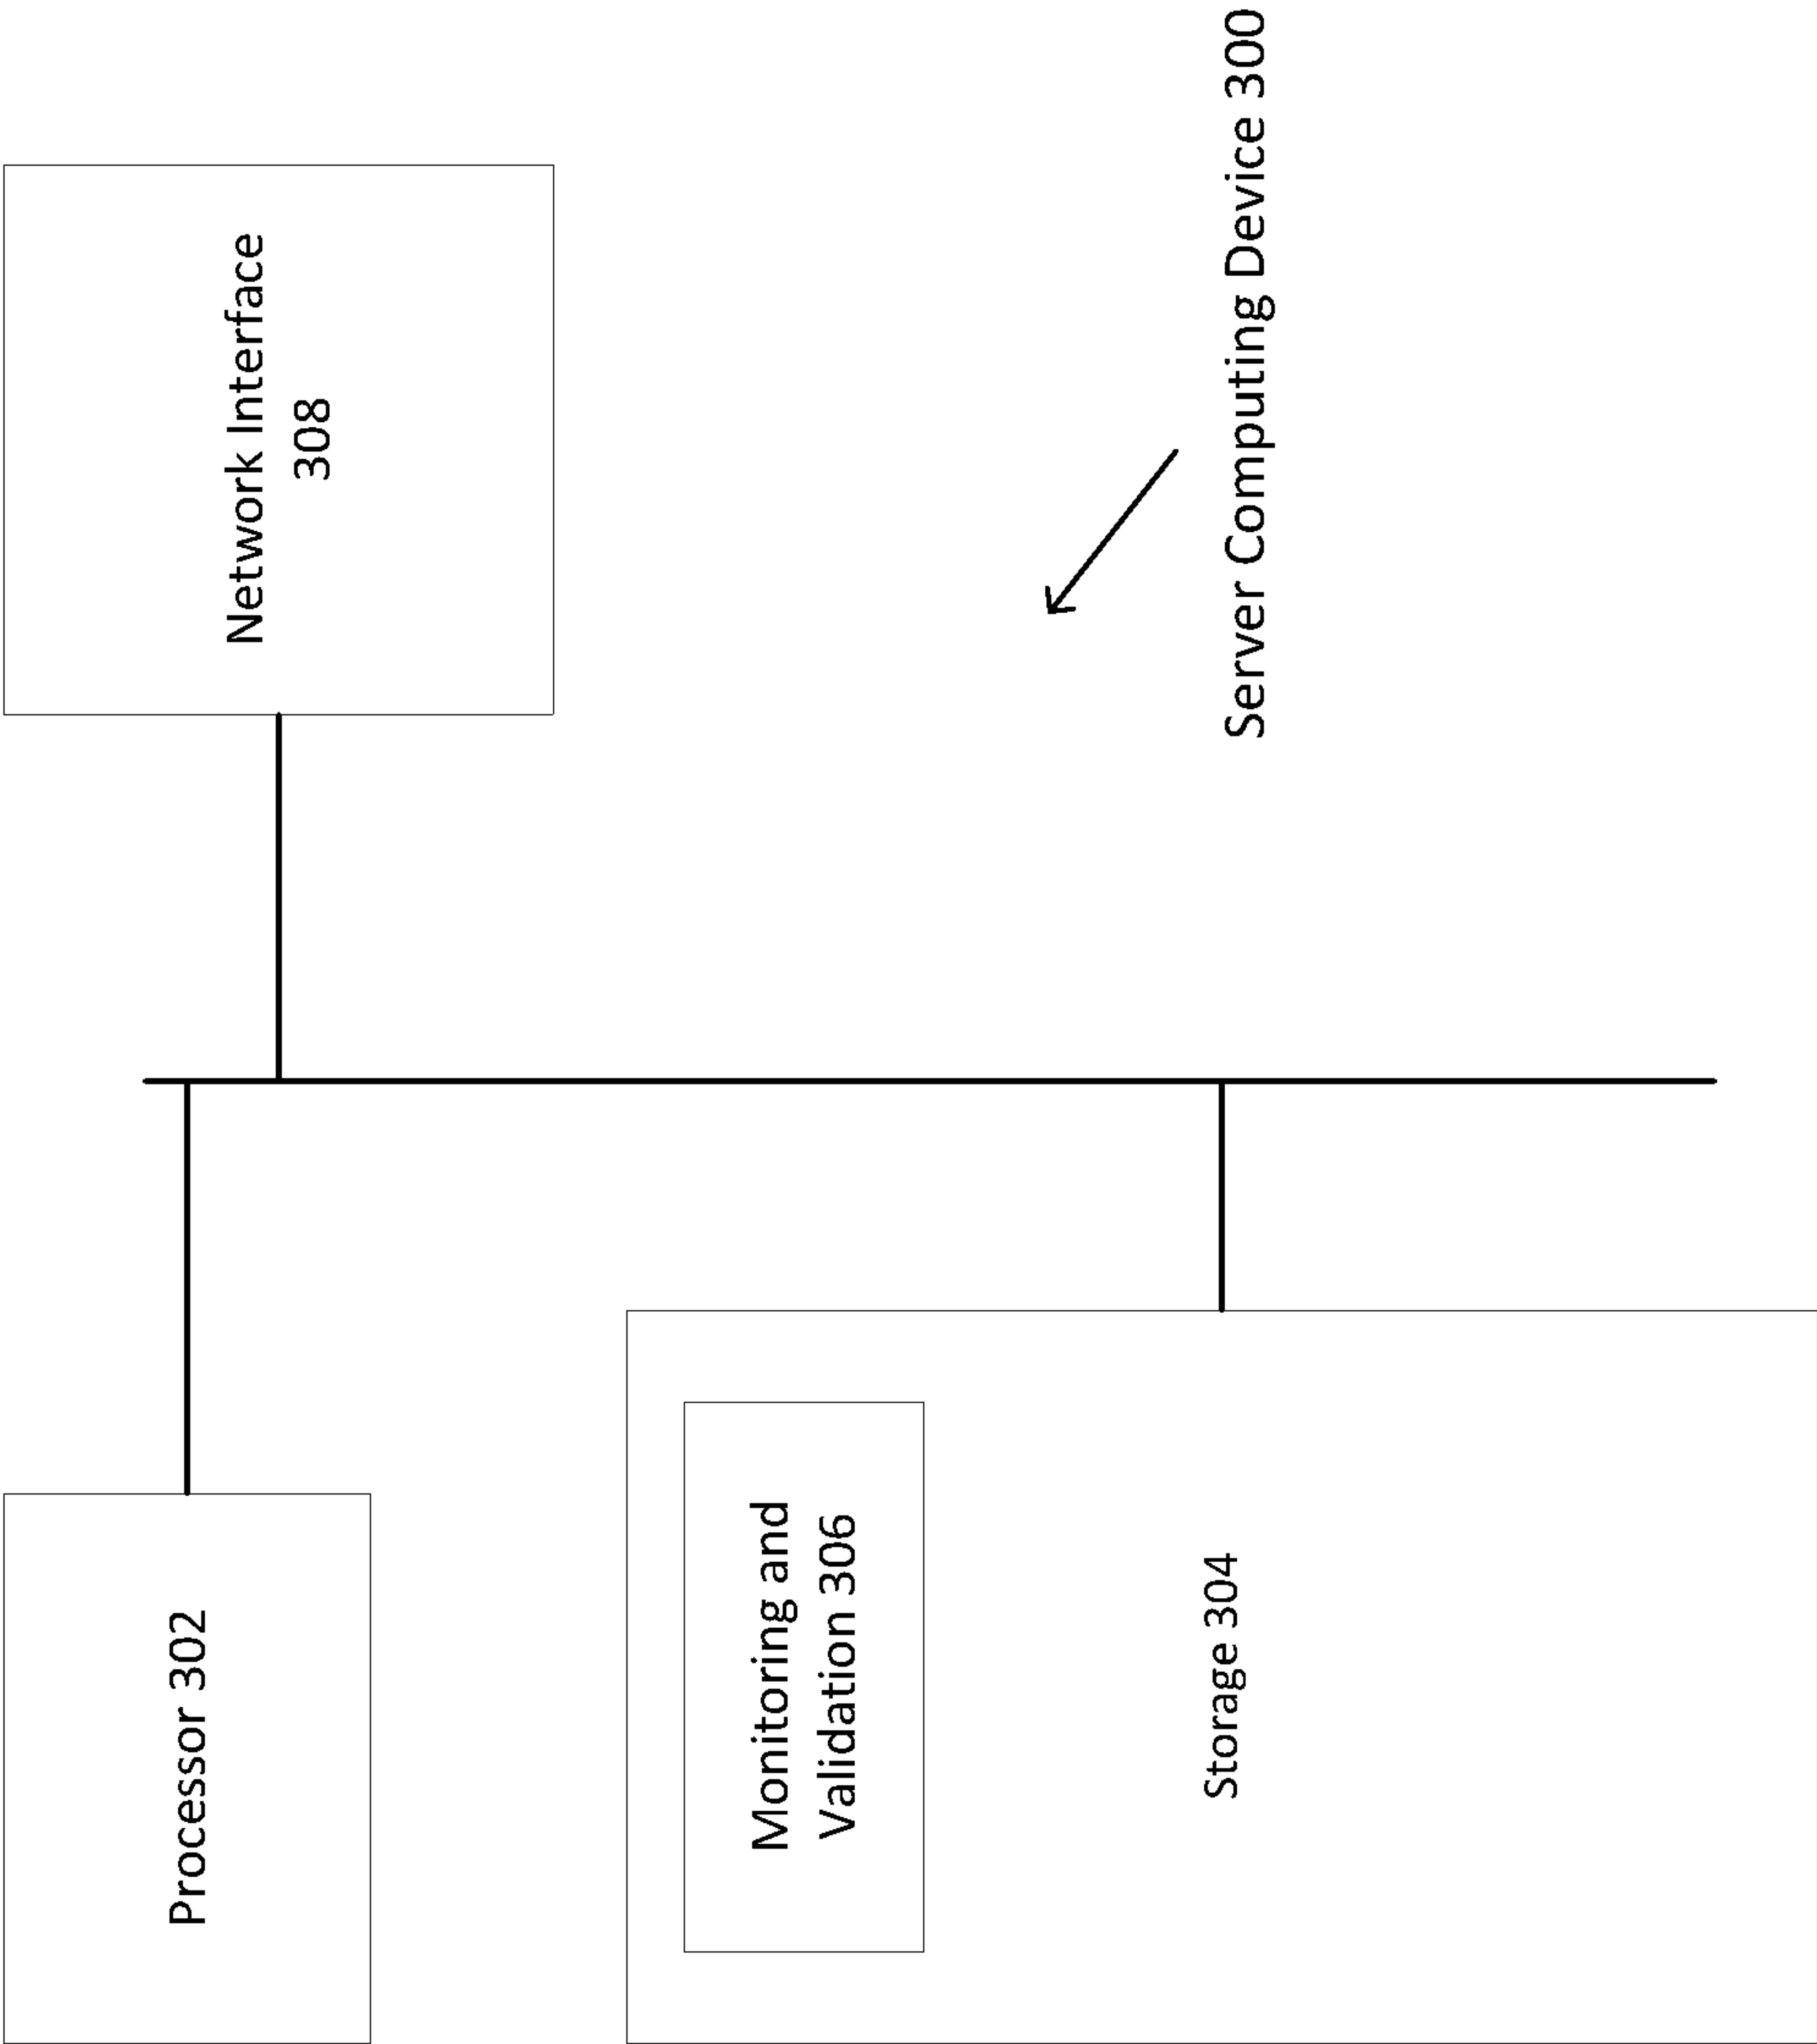 Processor 302
Network Interface
308
Monitoring and
Validation 306
Storage 304
Server Computing Device 300